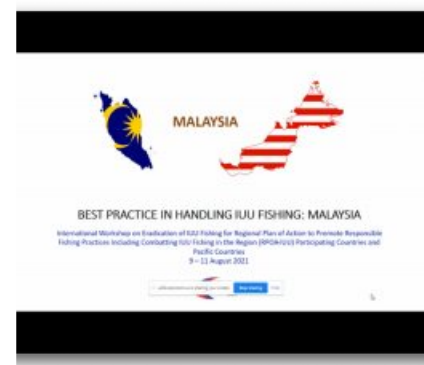 MALAYSIA
BEST PRACTICE IN HANDLING IUU FISHING: MALAYSIA
International Workshop on Eradication of IUU Fishing for Regional Plan of Action to Promote Responsible
Fishing Practices Including Combatting IUU Fishing in the Region (RPOA-IUU) Participating Countries and
Pacific Countries
9 – 11 August 2021
Stop sharing